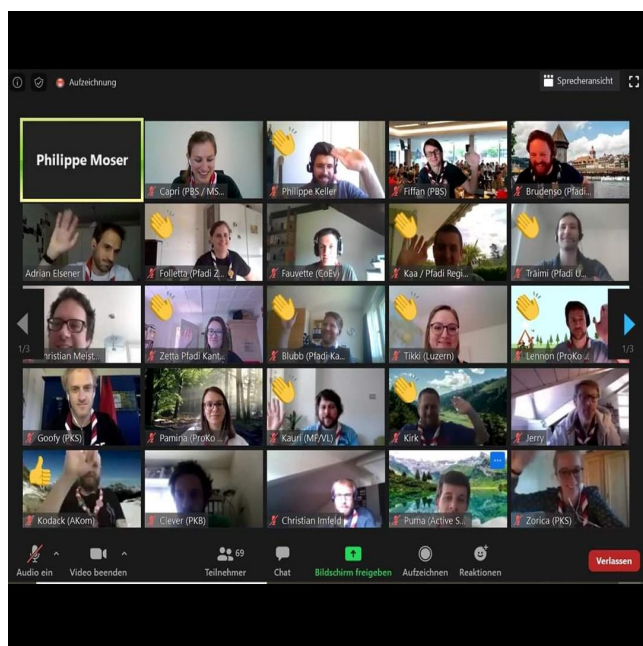 Aufzeichnung
Sprecheransicht
Philippe Moser
Capri (PBS / MS...
Philippe Keller
Fiffan (PBS)
Brudenso (Pfadi...
Adrian Elsener
Folletta (Pfadi Z...
Fauvette (CoEv)
Kaa / Pfadi Regi...
Träimi (Pfadi U...
hristian Meist...
Zetta Pfadi Kant...
Blubb (Pfadi Ka...
Tikki (Luzern)
Lennon (ProKo ...
1/3
1/3
Goofy (PKS)
Pamina (ProKo ...
Kauri (MF/VL)
Kirk
Jerry
Kodack (AKom)
Clever (PKB)
Christian Imfeld
Puma (Active S...
Zorica (PKS)
69
Audio ein
Video beenden
Teilnehmer
Chat
Bildschirm freigeben
Aufzeichnen
Reaktionen
Verlassen